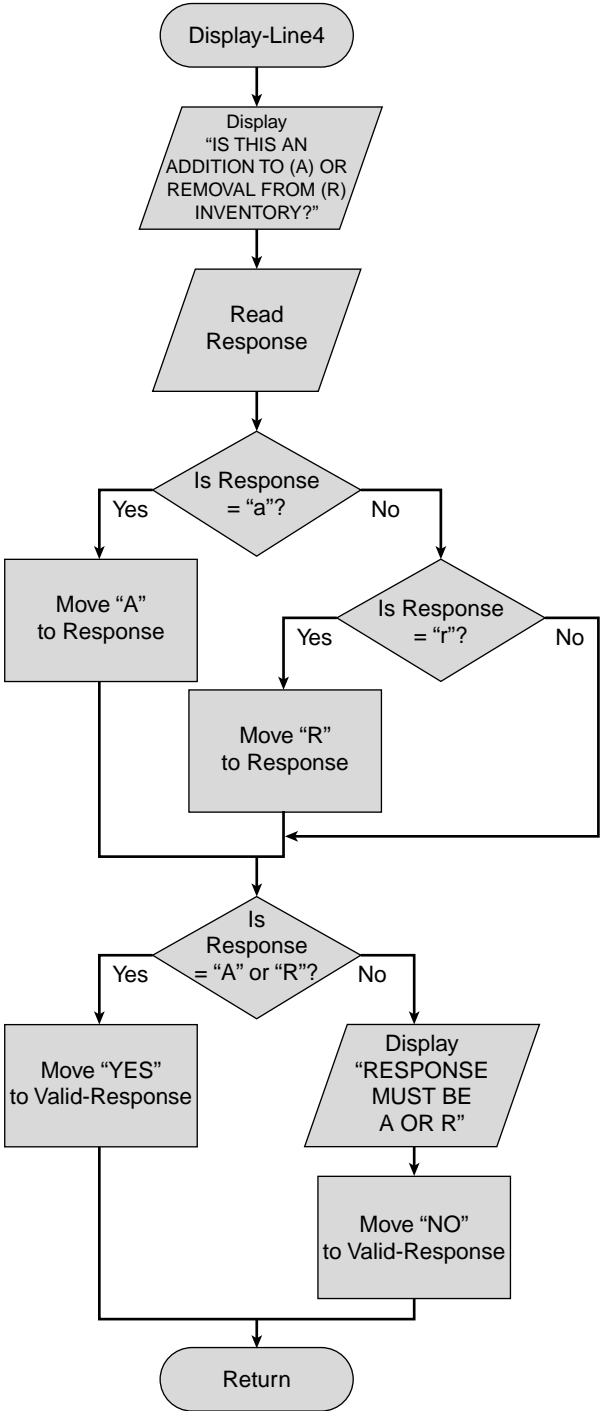 Display-Line4
Display
“IS THIS AN
ADDITION TO (A) OR
REMOVAL FROM (R)
INVENTORY?”
Read
Response
Is Response
= “a”?
Yes
No
Move “A”
to Response
Is Response
= “r”?
Yes
No
Move “R”
to Response
Is
Response
= “A” or “R”?
Yes
No
Move “YES”
to Valid-Response
Display
“RESPONSE
MUST BE
A OR R”
Move “NO”
to Valid-Response
Return